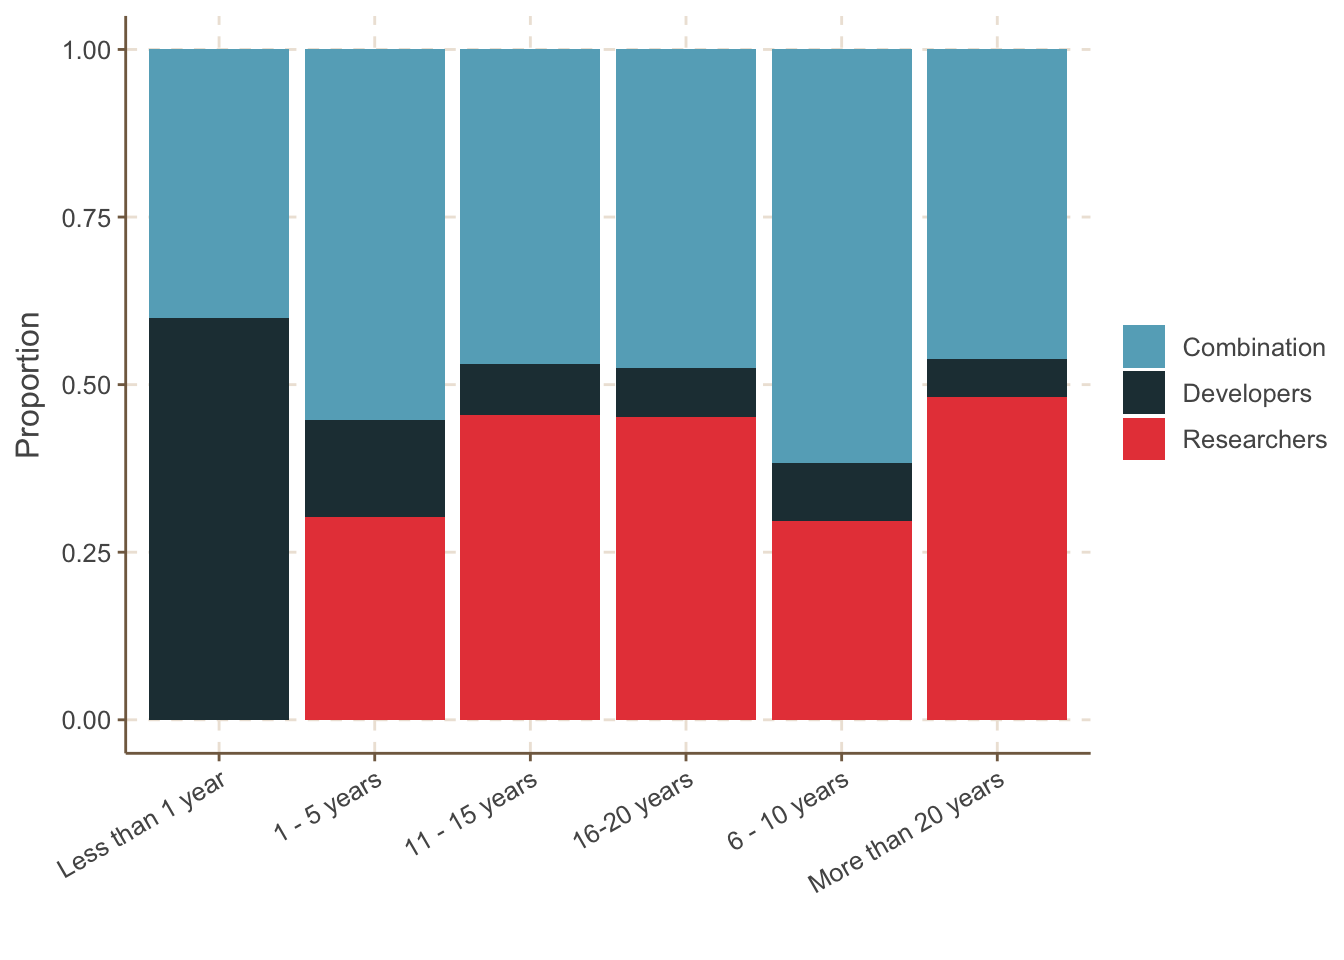 1.00
0.75
0.50
0.25
0.00
Proportion
Less than 1 year
1 - 5 years
11 - 15 years
16-20 years
6 - 10 years
More than 20 years
Combination
Developers
Researchers